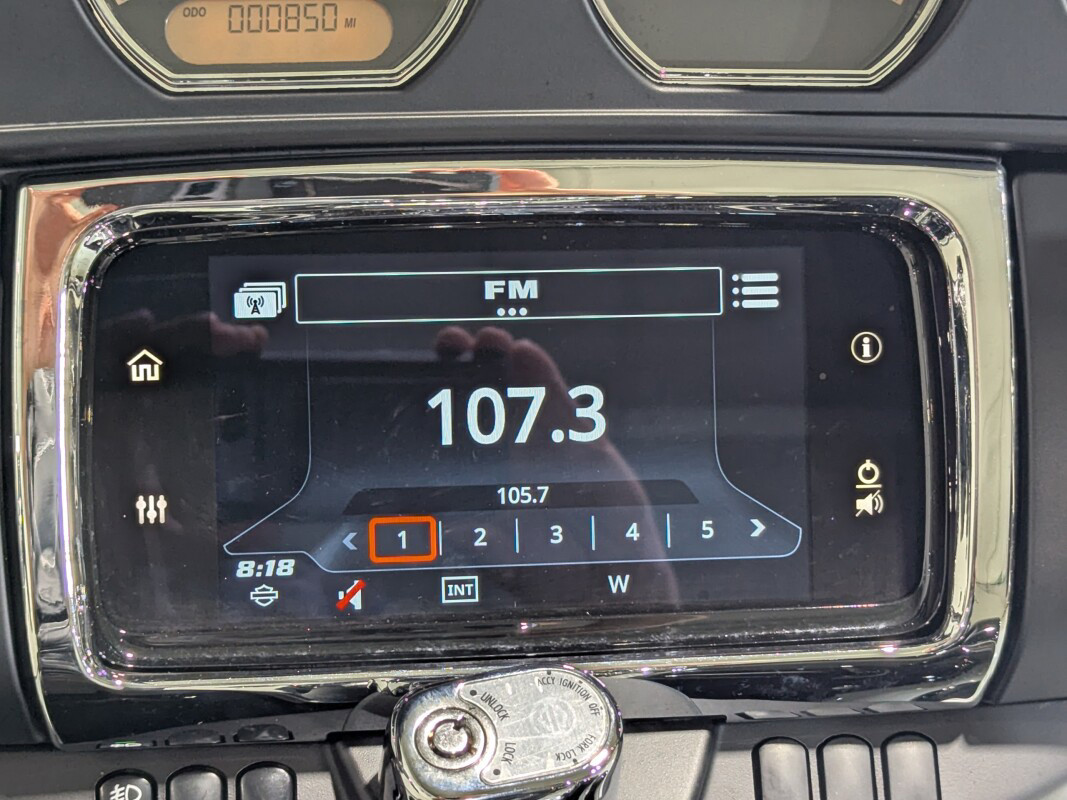 ODO 000850 MI
FM
107.3
105.7
1 2 3 4 5
8:18
INT
W
ACCY IGNITION OFF
UNLOCK
LOCK
FORK LOCK